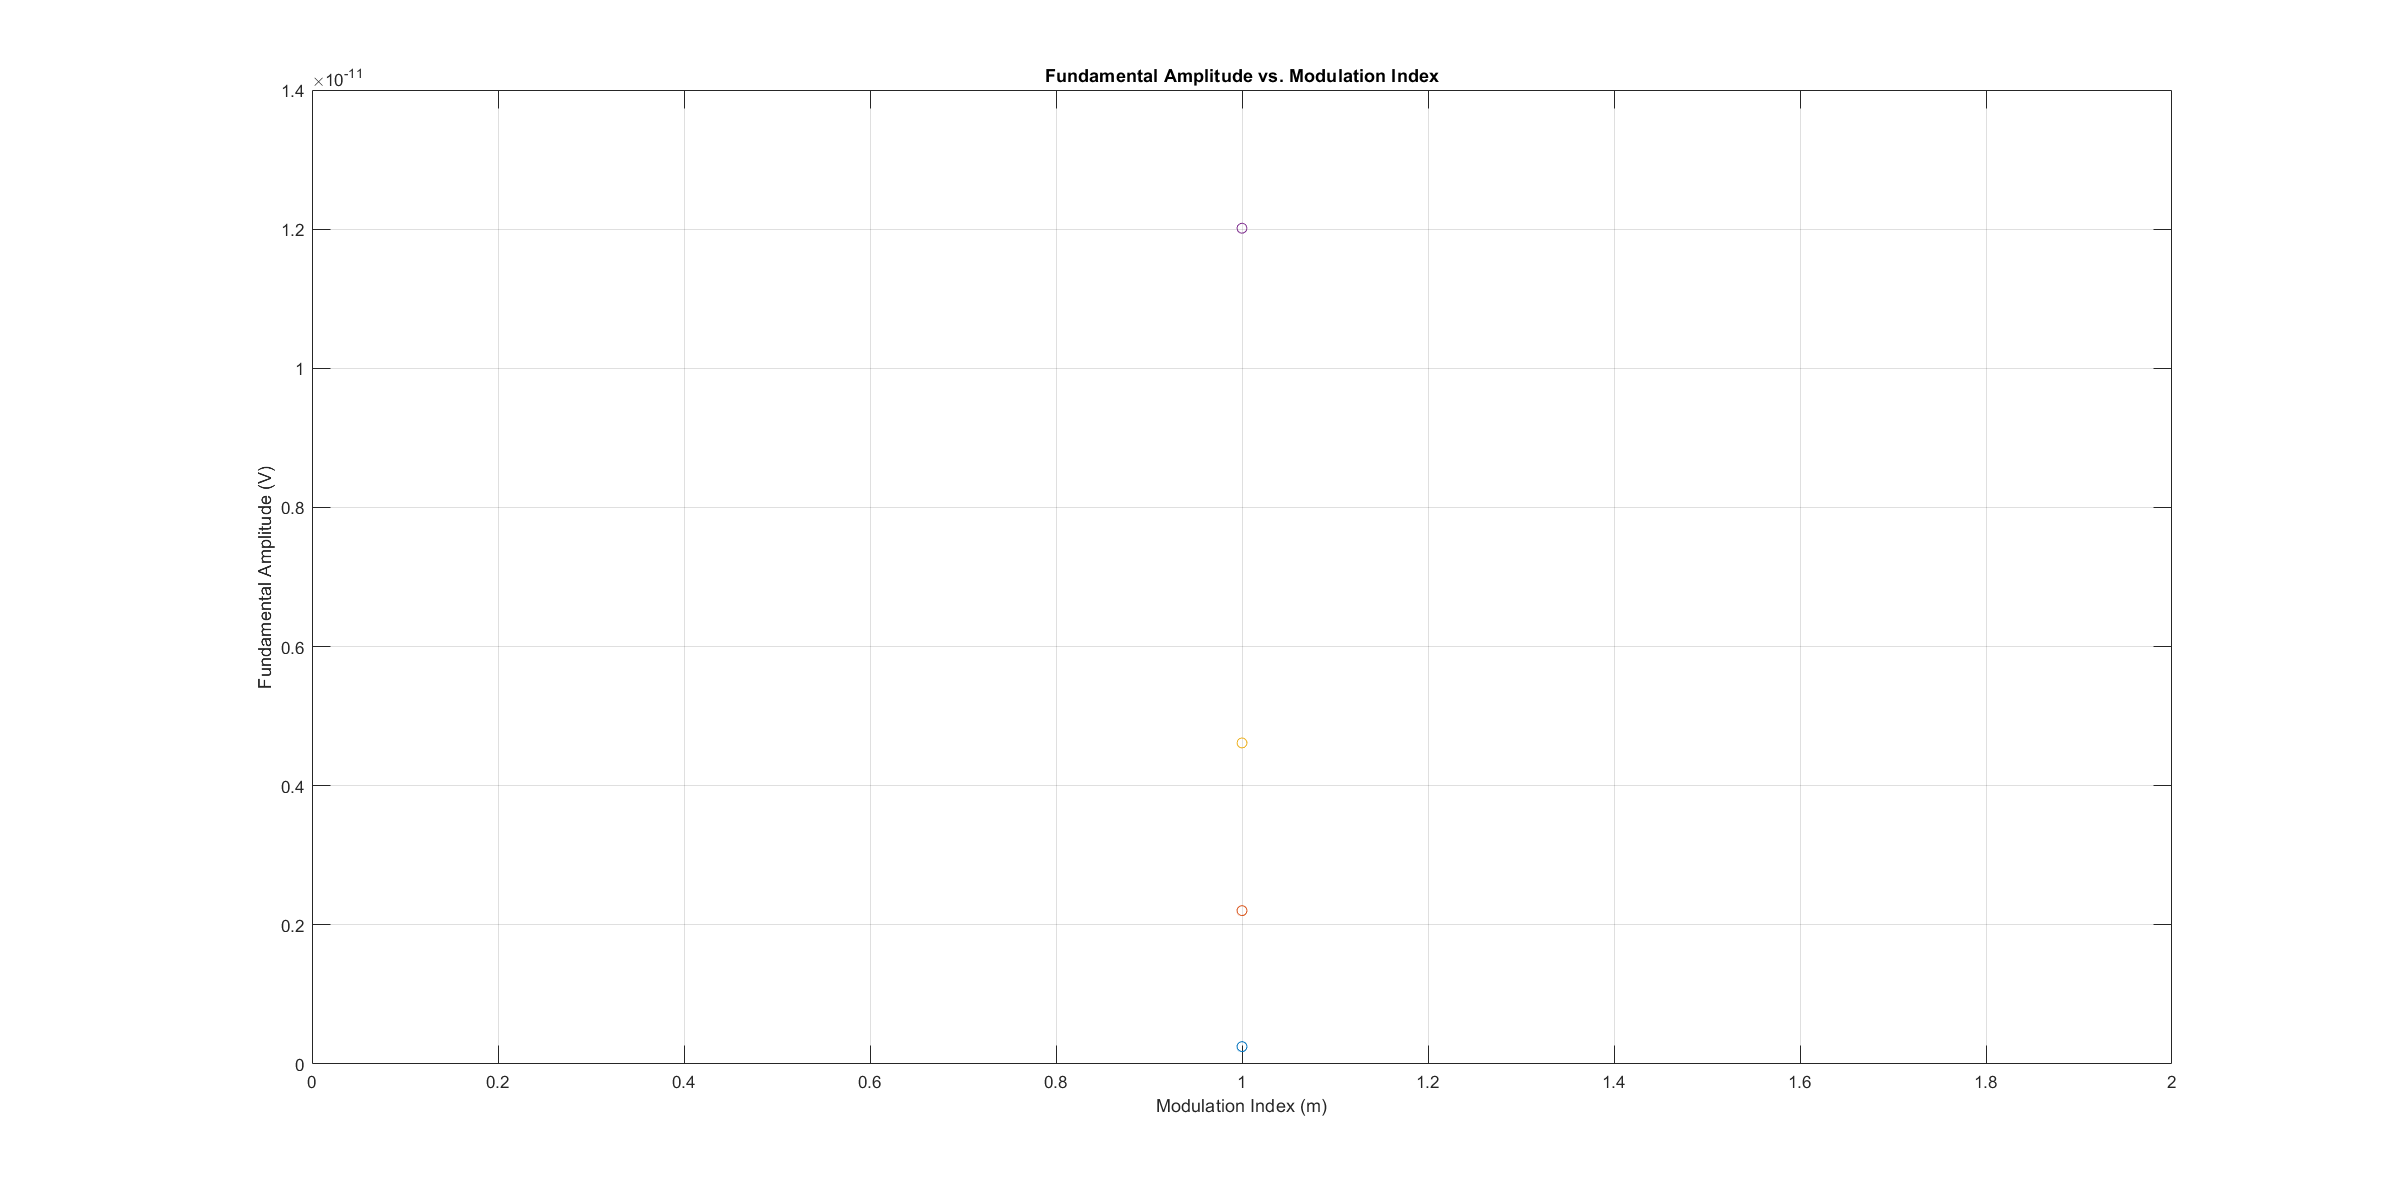 Fundamental Amplitude vs. Modulation Index
×10-11
1.4
1.2
1
0.8
0.6
0.4
0.2
0
Fundamental Amplitude (V)
0 0.2 0.4 0.6 0.8 1 1.2 1.4 1.6 1.8 2
Modulation Index (m)